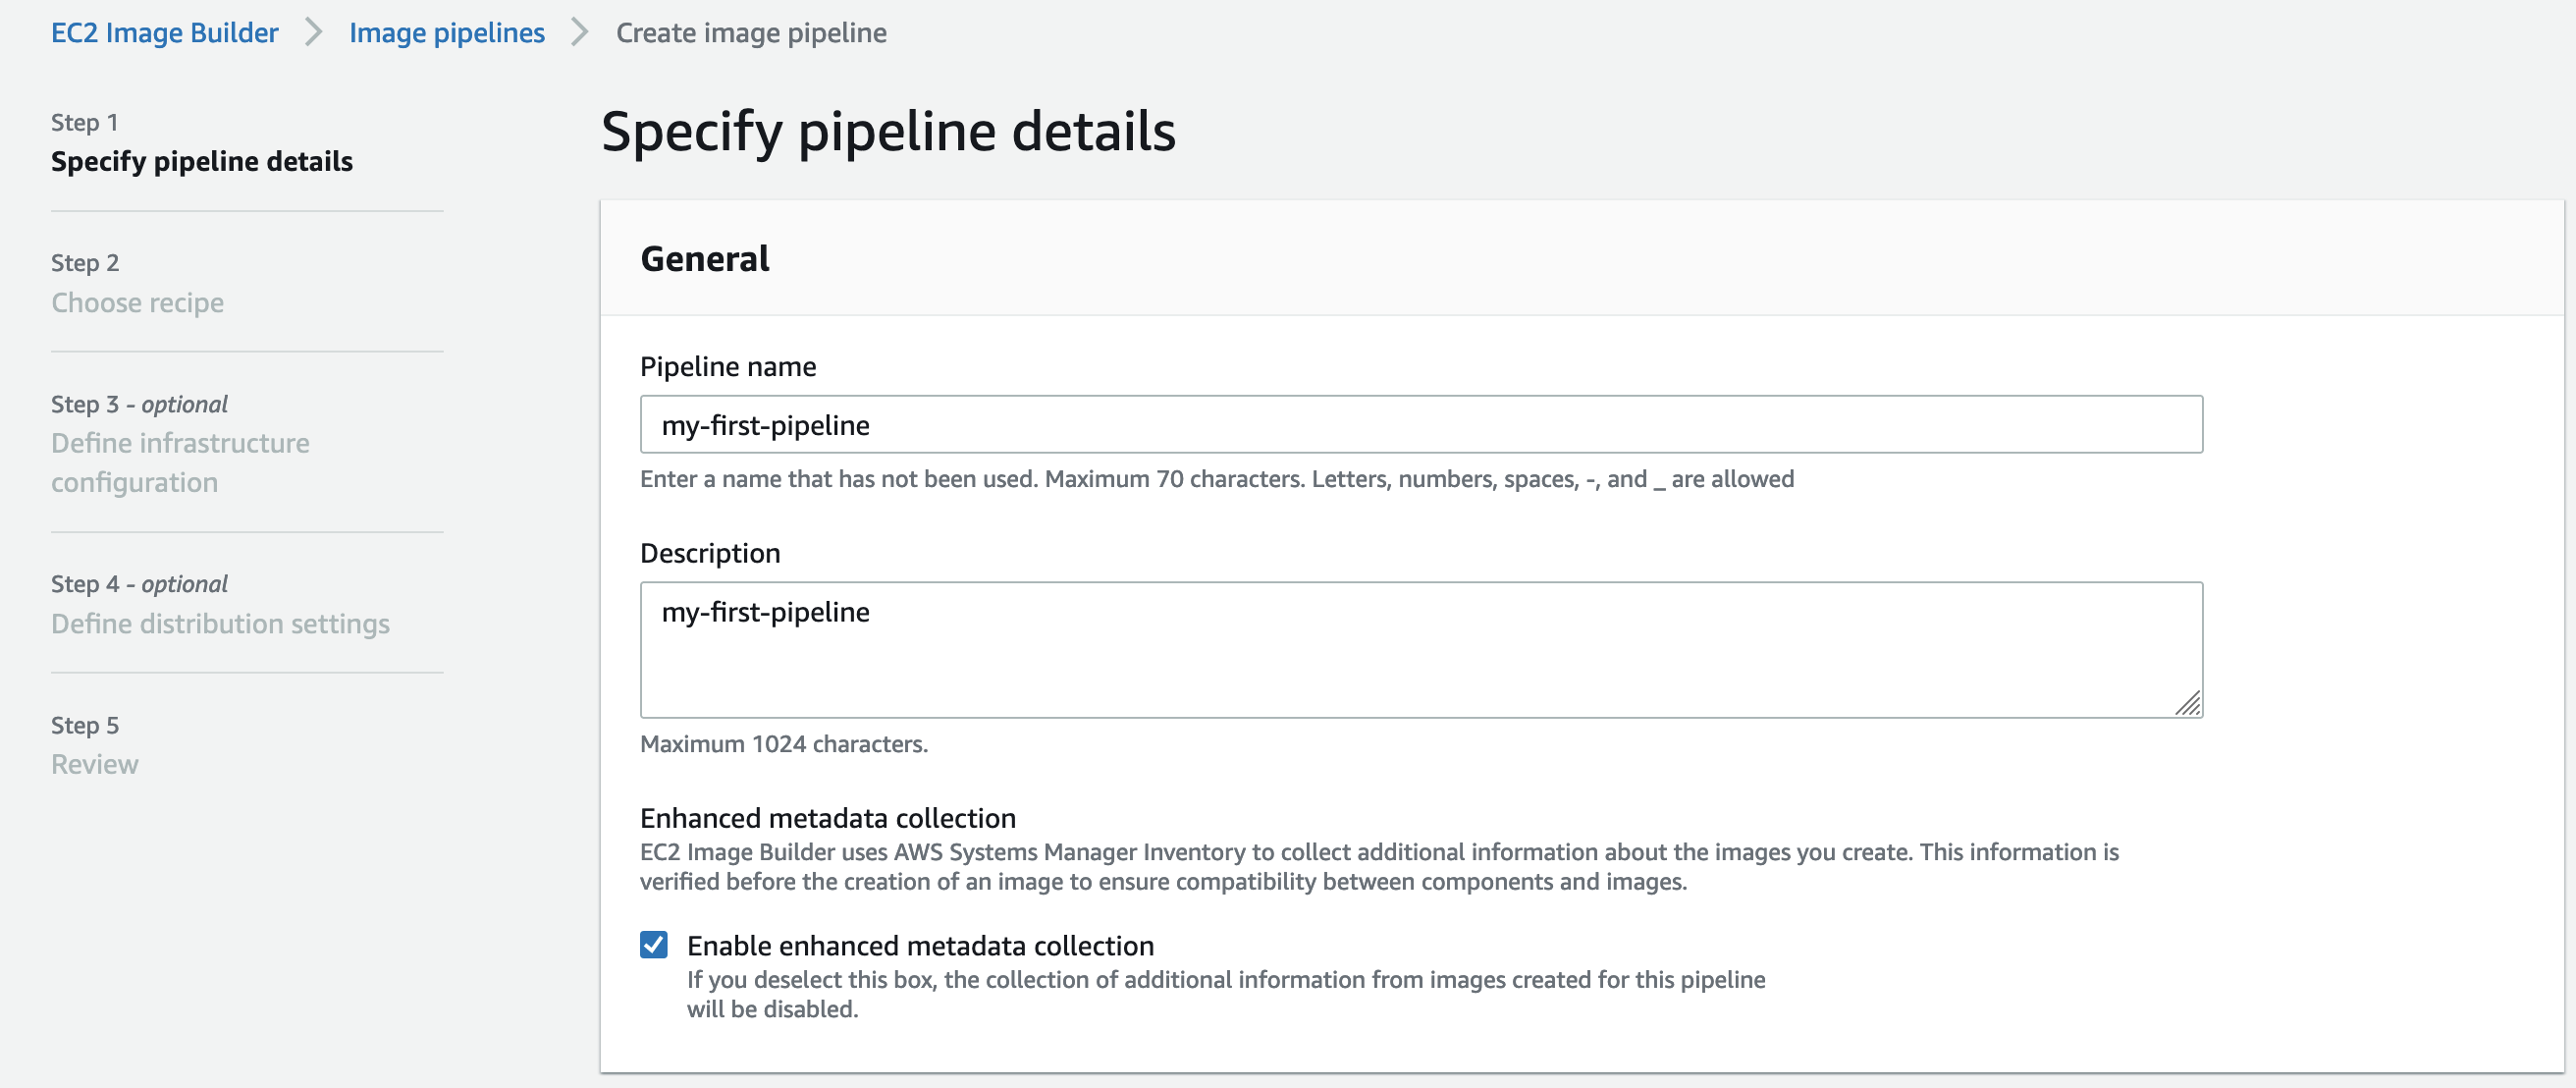 EC2 Image Builder > Image pipelines > Create image pipeline
Step 1
Specify pipeline details
Step 2
Choose recipe
Step 3 - optional
Define infrastructure
configuration
Step 4 - optional
Define distribution settings
Step 5
Review
Specify pipeline details
General
Pipeline name
my-first-pipeline
Enter a name that has not been used. Maximum 70 characters. Letters, numbers, spaces, -, and _ are allowed
Description
my-first-pipeline
Maximum 1024 characters.
Enhanced metadata collection
EC2 Image Builder uses AWS Systems Manager Inventory to collect additional information about the images you create. This information is
verified before the creation of an image to ensure compatibility between components and images.
Enable enhanced metadata collection
If you deselect this box, the collection of additional information from images created for this pipeline
will be disabled.